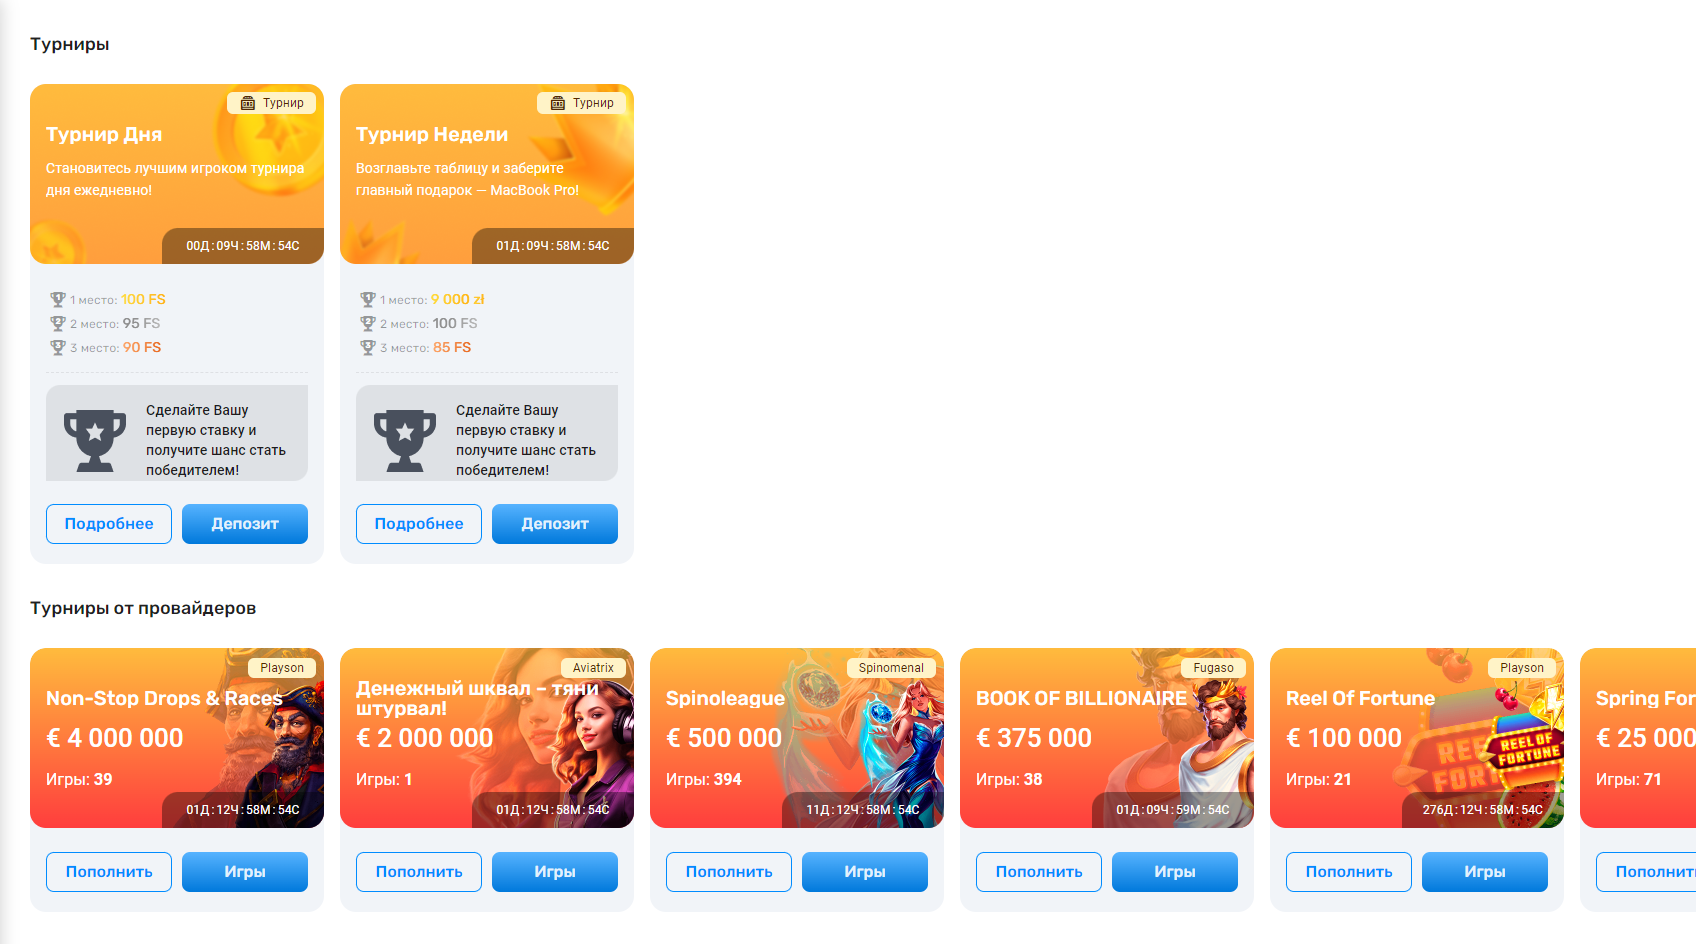 Турниры
Турнир
Турнир Дня
Становитесь лучшим игроком турнира
дня ежедневно!
00Д:09Ч:58М:54С
1 место: 100 FS
2 место: 95 FS
3 место: 90 FS
Сделайте Вашу
первую ставку и
получите шанс стать
победителем!
Подробнее
Депозит
Турнир
Турнир Недели
Возглавьте таблицу и заберите
главный подарок — MacBook Pro!
01Д:09Ч:58М:54С
1 место: 9 000 zł
2 место: 100 FS
3 место: 85 FS
Сделайте Вашу
первую ставку и
получите шанс стать
победителем!
Подробнее
Депозит
Турниры от провайдеров
Playson
Non-Stop Drops & Races
€ 4 000 000
Игры: 39
01Д:12Ч:58М:54С
Пополнить
Игры
Aviatrix
Денежный шквал – тяни
штурвал!
€ 2 000 000
Игры: 1
01Д:12Ч:58М:54С
Пополнить
Игры
Spinomenal
Spinoleague
€ 500 000
Игры: 394
11Д:12Ч:58М:54С
Пополнить
Игры
Fugaso
BOOK OF BILLIONAIRE
€ 375 000
Игры: 38
01Д:09Ч:59М:54С
Пополнить
Игры
Playson
Reel Of Fortune
€ 100 000
Игры: 21
REEL OF
FORTUNE
276Д:12Ч:58М:54С
Пополнить
Игры
Spring For
€ 25 000
Игры: 71
Пополнить